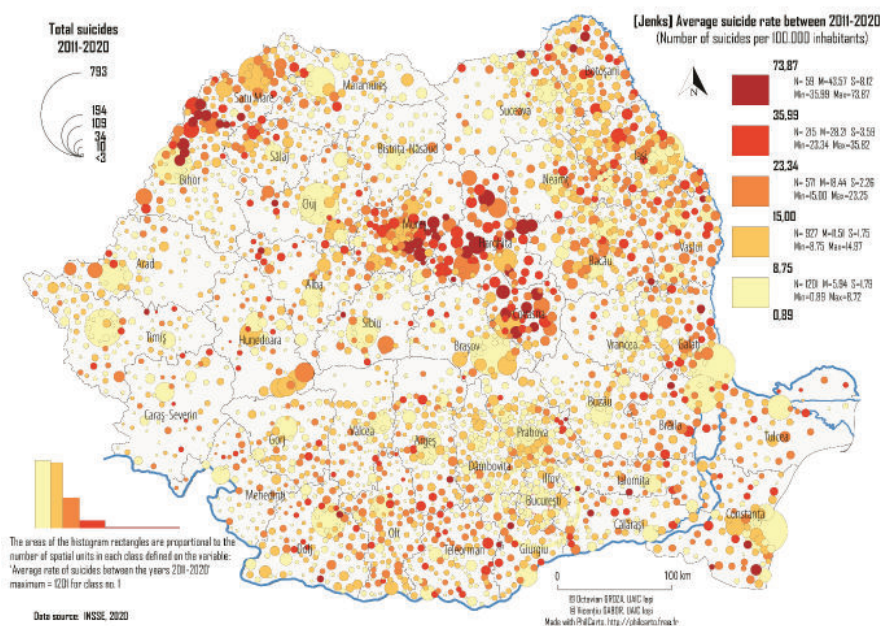 Total suicides
2011-2020
793
194
109
34
10
<3
[Jenks] Average suicide rate between 2011-2020
(Number of suicides per 100.000 inhabitants)
73,87
N= 59 M=43.57 S=8.12
Min=35.99 Max=73.87
35,99
N= 215 M=28.21 S=3.59
Min=23.34 Max=35.82
23,34
N= 571 M=18.44 S=2.26
Min=15.00 Max=23.25
15,00
N= 927 M=11.51 S=1.75
Min=8.75 Max=14.97
8,75
N= 1201 M=5.94 S=1.79
Min=0.89 Max=8.72
0,89
N
Botoșani
Satu Mare
Maramureș
Suceava
Iași
Bistrița-Năsăud
Sălaj
Bihor
Neamț
Cluj
Mureș
Harghita
Vaslui
Bacău
Arad
Alba
Covasna
Sibiu
Timiș
Hunedoara
Brașov
Vrancea
Galați
Caraș-Severin
Buzău
Gorj
Vâlcea
Argeș
Prahova
Brăila
Tulcea
Dâmbovița
Mehedinți
Ilfov
Ialomița
București
Constanța
Dolj
Olt
Teleorman
Giurgiu
Călărași
The areas of the histogram rectangles are proportional to the
number of spatial units in each class defined on the variable:
'Average rate of suicides between the years 2011-2020'
maximum = 1201 for class no. 1
Data source: INSSE, 2020
0
100 km
Octavian GROZA, UAIC Iași
Vicențiu GABOR, UAIC Iași
Made with PhilCarto, http://philcarto.free.fr